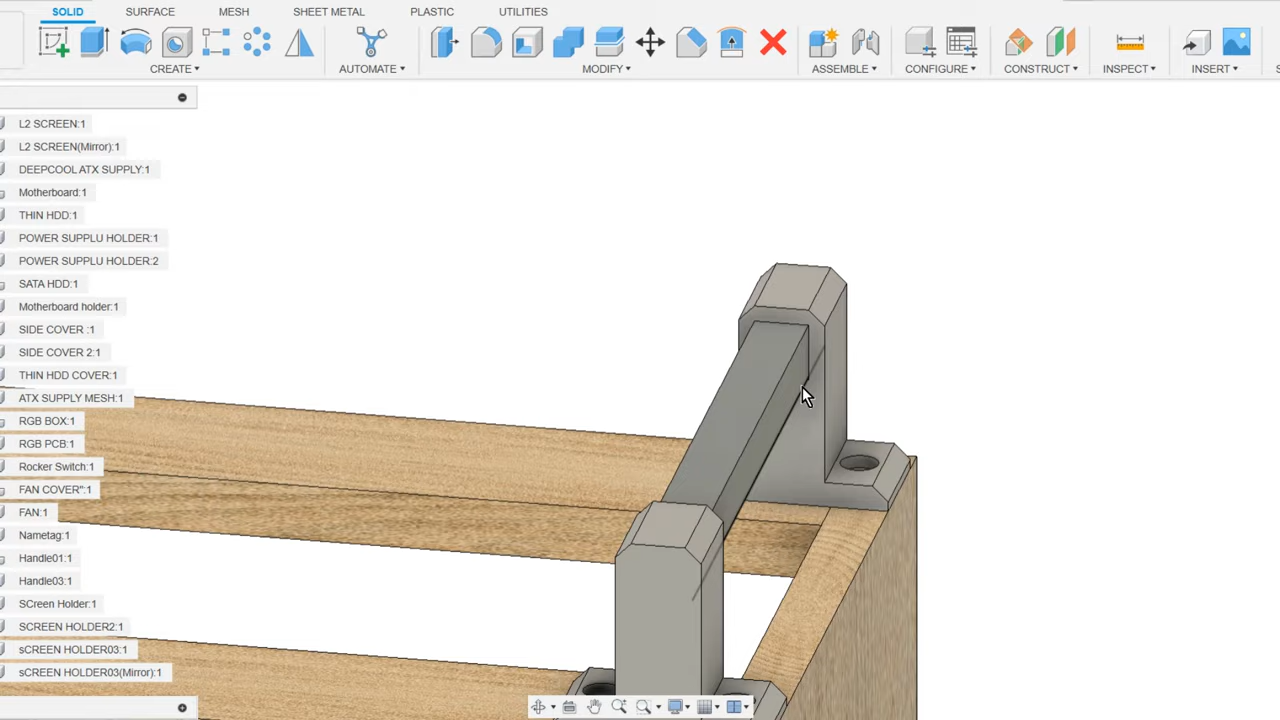 SOLID SURFACE MESH SHEET METAL PLASTIC UTILITIES
CREATE AUTOMATE MODIFY ASSEMBLE CONFIGURE CONSTRUCT INSPECT INSERT
L2 SCREEN:1
L2 SCREEN(Mirror):1
DEEPCOOL ATX SUPPLY:1
Motherboard:1
THIN HDD:1
POWER SUPPLU HOLDER:1
POWER SUPPLU HOLDER:2
SATA HDD:1
Motherboard holder:1
SIDE COVER :1
SIDE COVER 2:1
THIN HDD COVER:1
ATX SUPPLY MESH:1
RGB BOX:1
RGB PCB:1
Rocker Switch:1
FAN COVER":1
FAN:1
Nametag:1
Handle01:1
Handle03:1
SCreen Holder:1
SCREEN HOLDER2:1
sCREEN HOLDER03:1
sCREEN HOLDER03(Mirror):1